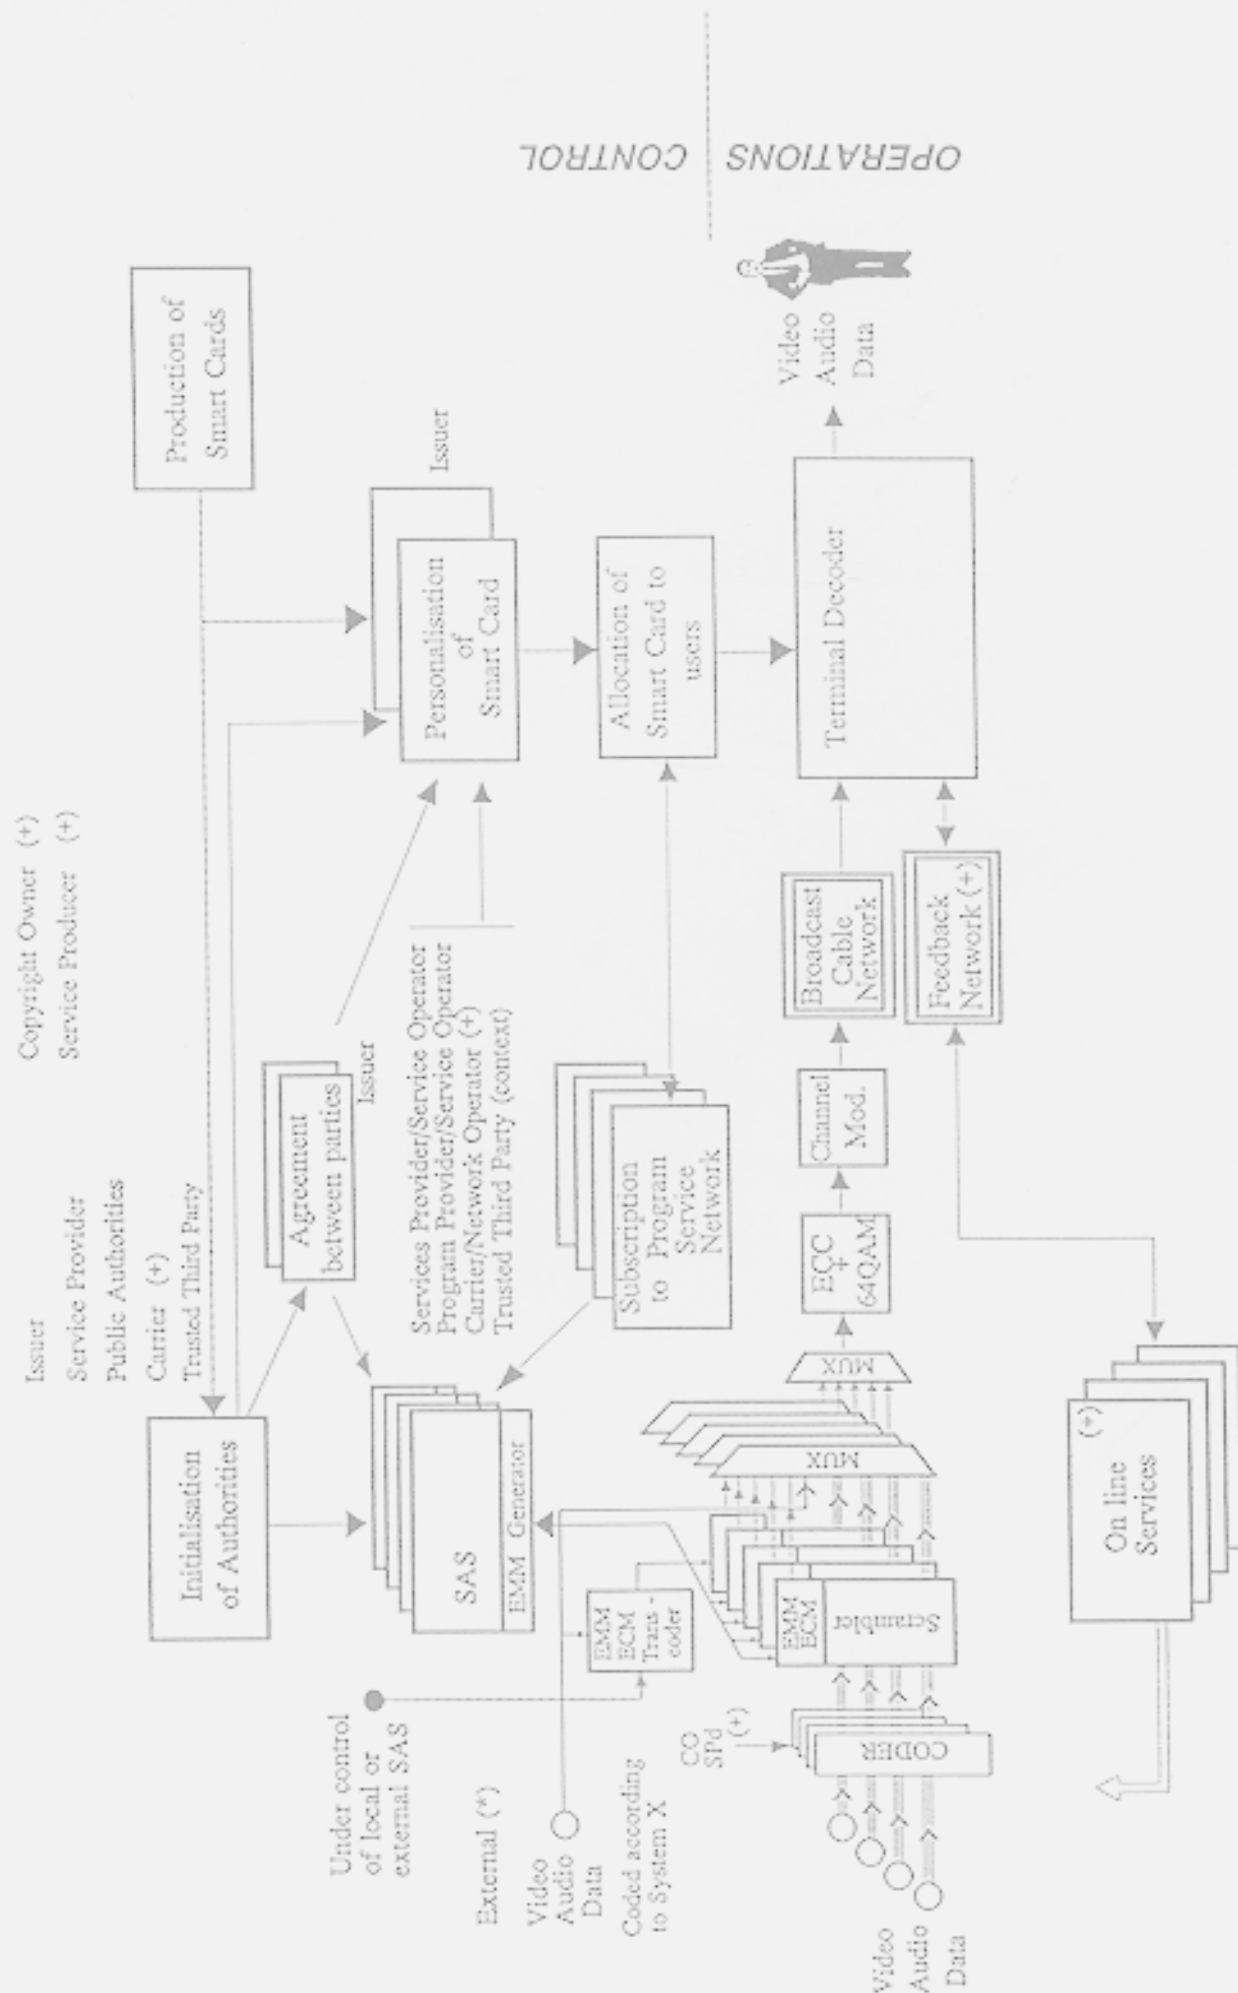 Issuer
Service Provider
Public Authorities
Carrier (+)
Trusted Third Party
Copyright Owner (+)
Service Producer (+)
Initialisation
of Authorities
Production of
Smart Cards
Agreement
between parties
Issuer
Personalisation
of
Smart Card
Issuer
Under control
of local or
external SAS
SAS
EMM Generator
Services Provider/Service Operator
Program Provider/Service Operator
Carrier/Network Operator (+)
Trusted Third Party (context)
External (*)
Video
Audio
Data
Coded according
to System X
EMM
ECM
Trans -
coder
Subscription
to Program
Service
Network
Allocation of
Smart Card to
users
CONTROL
OPERATIONS
CO
SPd
(+)
Video
Audio
Data
CODER
EMM
ECM
Scrambler
MUX
MUX
ECC
+
64QAM
Channel
Mod.
Broadcast
Cable
Network
Feedback
Network (+)
Terminal Decoder
Video
Audio
Data
(+)
On line
Services